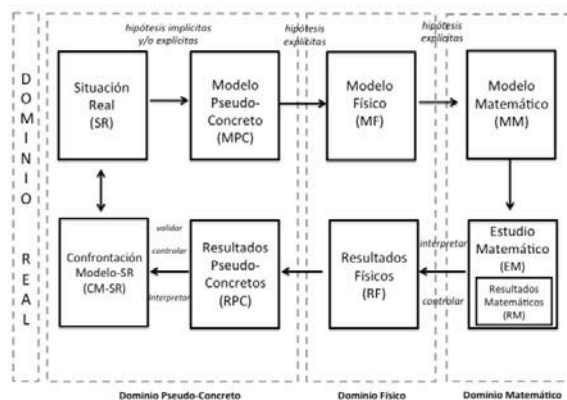 hipótesis implícitas
y/o explícitas
hipótesis
explícitas
hipótesis
explícitas
DOMINIO REAL
Situación
Real
(SR)
Modelo
Pseudo-
Concreto
(MPC)
Modelo
Físico
(MF)
Modelo
Matemático
(MM)
Confrontación
Modelo-SR
(CM-SR)
validar
controlar
Interpretar
Resultados
Pseudo-
Concretos
(RPC)
Resultados
Físicos
(RF)
interpretar
controlar
Estudio
Matemático
(EM)
Resultados
Matemáticos
(RM)
Dominio Pseudo-Concreto
Dominio Físico
Dominio Matemático